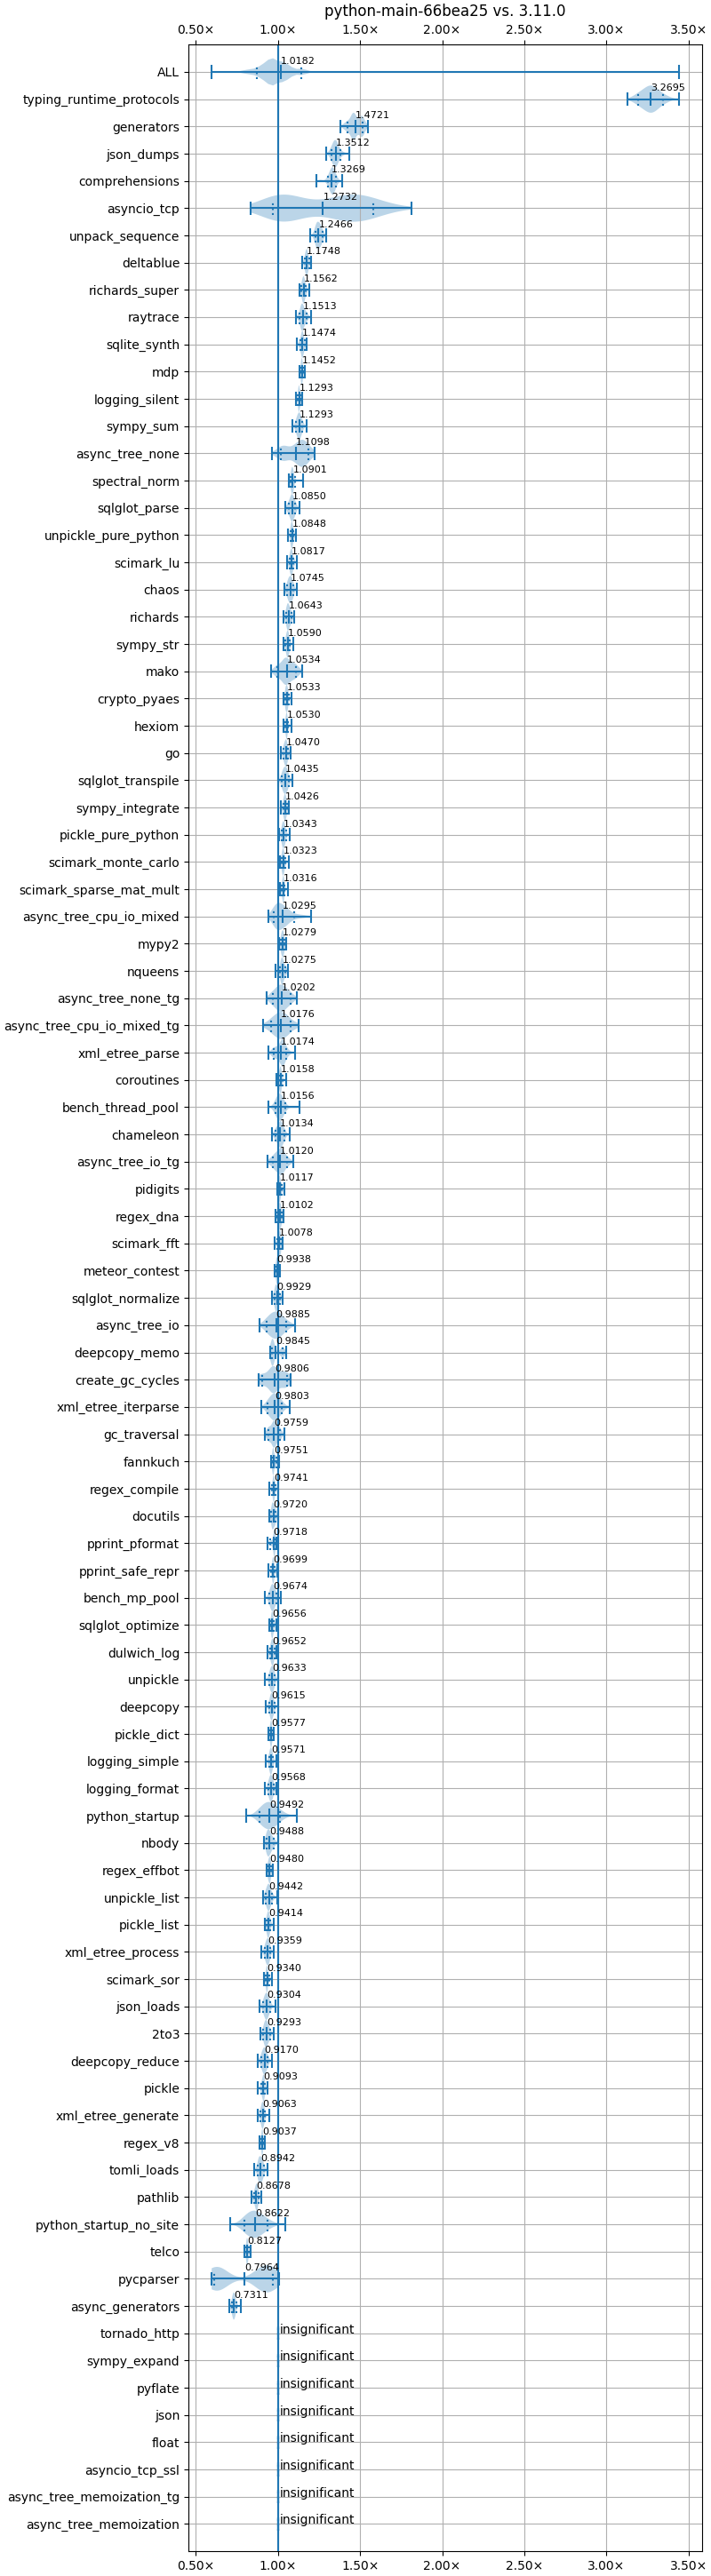 python-main-66bea25 vs. 3.11.0
0.50× 1.00× 1.50× 2.00× 2.50× 3.00× 3.50×
ALL 1.0182
typing_runtime_protocols 3.2695
generators 1.4721
json_dumps 1.3512
comprehensions 1.3269
asyncio_tcp 1.2732
unpack_sequence 1.2466
deltablue 1.1748
richards_super 1.1562
raytrace 1.1513
sqlite_synth 1.1474
mdp 1.1452
logging_silent 1.1293
sympy_sum 1.1293
async_tree_none 1.1098
spectral_norm 1.0901
sqlglot_parse 1.0850
unpickle_pure_python 1.0848
scimark_lu 1.0817
chaos 1.0745
richards 1.0643
sympy_str 1.0590
mako 1.0534
crypto_pyaes 1.0533
hexiom 1.0530
go 1.0470
sqlglot_transpile 1.0435
sympy_integrate 1.0426
pickle_pure_python 1.0343
scimark_monte_carlo 1.0323
scimark_sparse_mat_mult 1.0316
async_tree_cpu_io_mixed 1.0295
mypy2 1.0279
nqueens 1.0275
async_tree_none_tg 1.0202
async_tree_cpu_io_mixed_tg 1.0176
xml_etree_parse 1.0174
coroutines 1.0158
bench_thread_pool 1.0156
chameleon 1.0134
async_tree_io_tg 1.0120
pidigits 1.0117
regex_dna 1.0102
scimark_fft 1.0078
meteor_contest 0.9938
sqlglot_normalize 0.9929
async_tree_io 0.9885
deepcopy_memo 0.9845
create_gc_cycles 0.9806
xml_etree_iterparse 0.9803
gc_traversal 0.9759
fannkuch 0.9751
regex_compile 0.9741
docutils 0.9720
pprint_pformat 0.9718
pprint_safe_repr 0.9699
bench_mp_pool 0.9674
sqlglot_optimize 0.9656
dulwich_log 0.9652
unpickle 0.9633
deepcopy 0.9615
pickle_dict 0.9577
logging_simple 0.9571
logging_format 0.9568
python_startup 0.9492
nbody 0.9488
regex_effbot 0.9480
unpickle_list 0.9442
pickle_list 0.9414
xml_etree_process 0.9359
scimark_sor 0.9340
json_loads 0.9304
2to3 0.9293
deepcopy_reduce 0.9170
pickle 0.9093
xml_etree_generate 0.9063
regex_v8 0.9037
tomli_loads 0.8942
pathlib 0.8678
python_startup_no_site 0.8622
telco 0.8127
pycparser 0.7964
async_generators 0.7311
tornado_http insignificant
sympy_expand insignificant
pyflate insignificant
json insignificant
float insignificant
asyncio_tcp_ssl insignificant
async_tree_memoization_tg insignificant
async_tree_memoization insignificant
0.50× 1.00× 1.50× 2.00× 2.50× 3.00× 3.50×